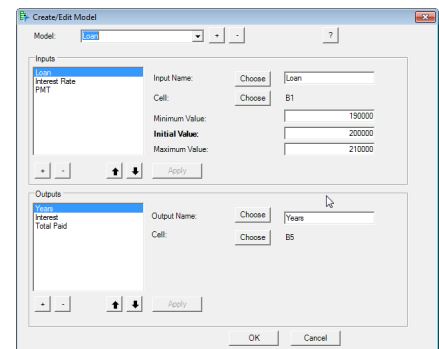 Create/Edit Model
Model: Loan + - ?
Inputs
Loan
Interest Rate
PMT
Input Name: Choose Loan
Cell: Choose B1
Minimum Value: 190000
Initial Value: 200000
Maximum Value: 210000
+ - Apply
Outputs
Years
Interest
Total Paid
Output Name: Choose Years
Cell: Choose B5
+ - Apply
OK Cancel